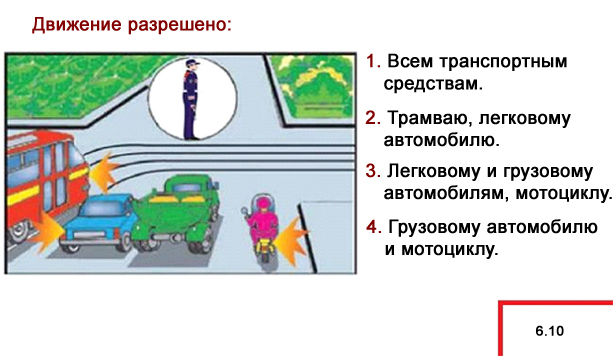 Движение разрешено:
1. Всем транспортным
средствам.
2. Трамваю, легковому
автомобилю.
3. Легковому и грузовому
автомобилям, мотоциклу.
4. Грузовому автомобилю
и мотоциклу.
6.10